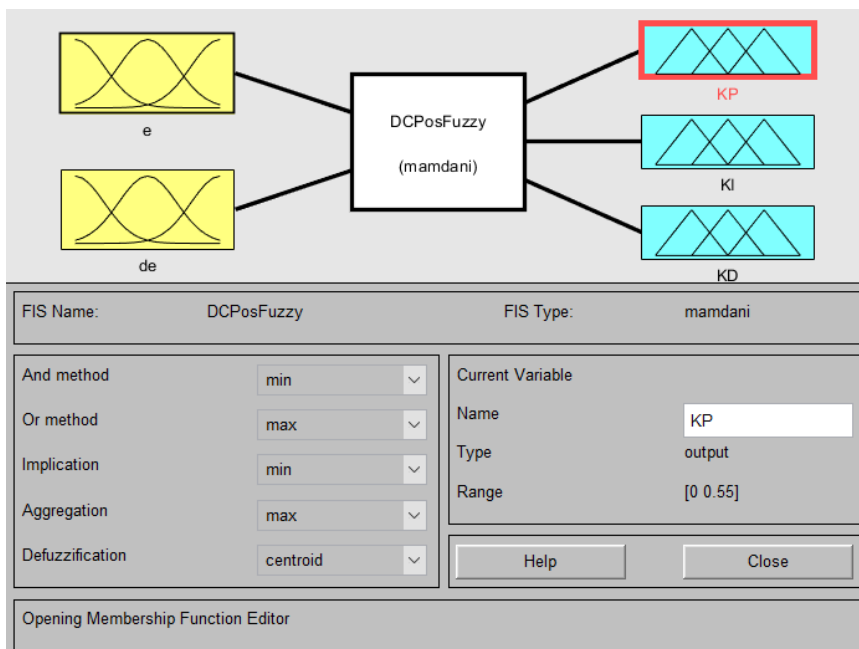 e
de
DCPosFuzzy
(mamdani)
KP
KI
KD
FIS Name: DCPosFuzzy FIS Type: mamdani
And method min
Or method max
Implication min
Aggregation max
Defuzzification centroid
Current Variable
Name KP
Type output
Range [0 0.55]
Help Close
Opening Membership Function Editor